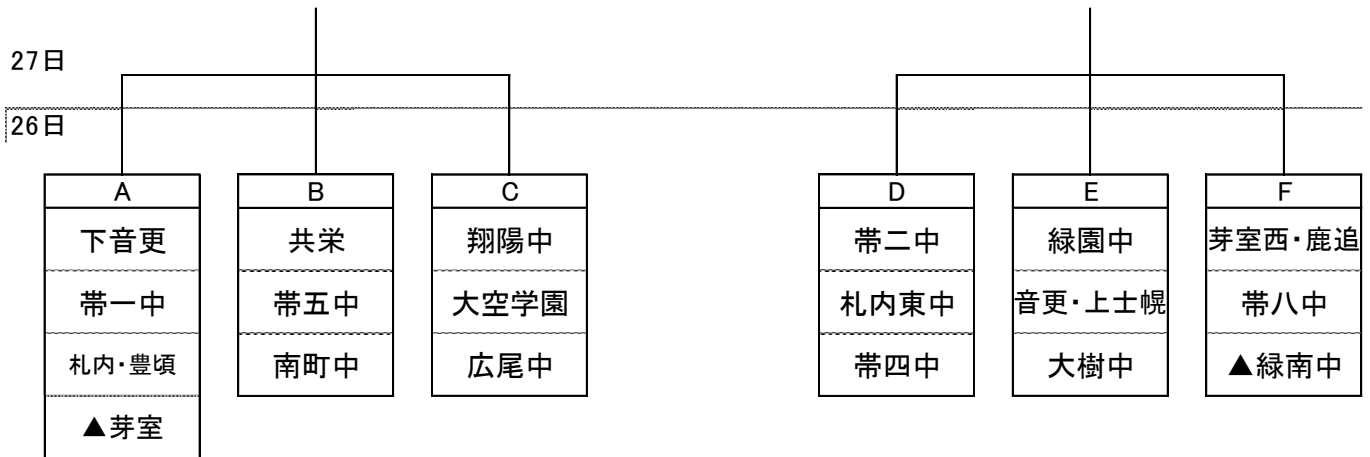 27日
26日
A B C D E F
下音更 共栄 翔陽中 帯二中 緑園中 芽室西・鹿追
帯一中 帯五中 大空学園 札内東中 音更・上士幌 帯八中
札内・豊頃 南町中 広尾中 帯四中 大樹中 ▲緑南中
▲芽室